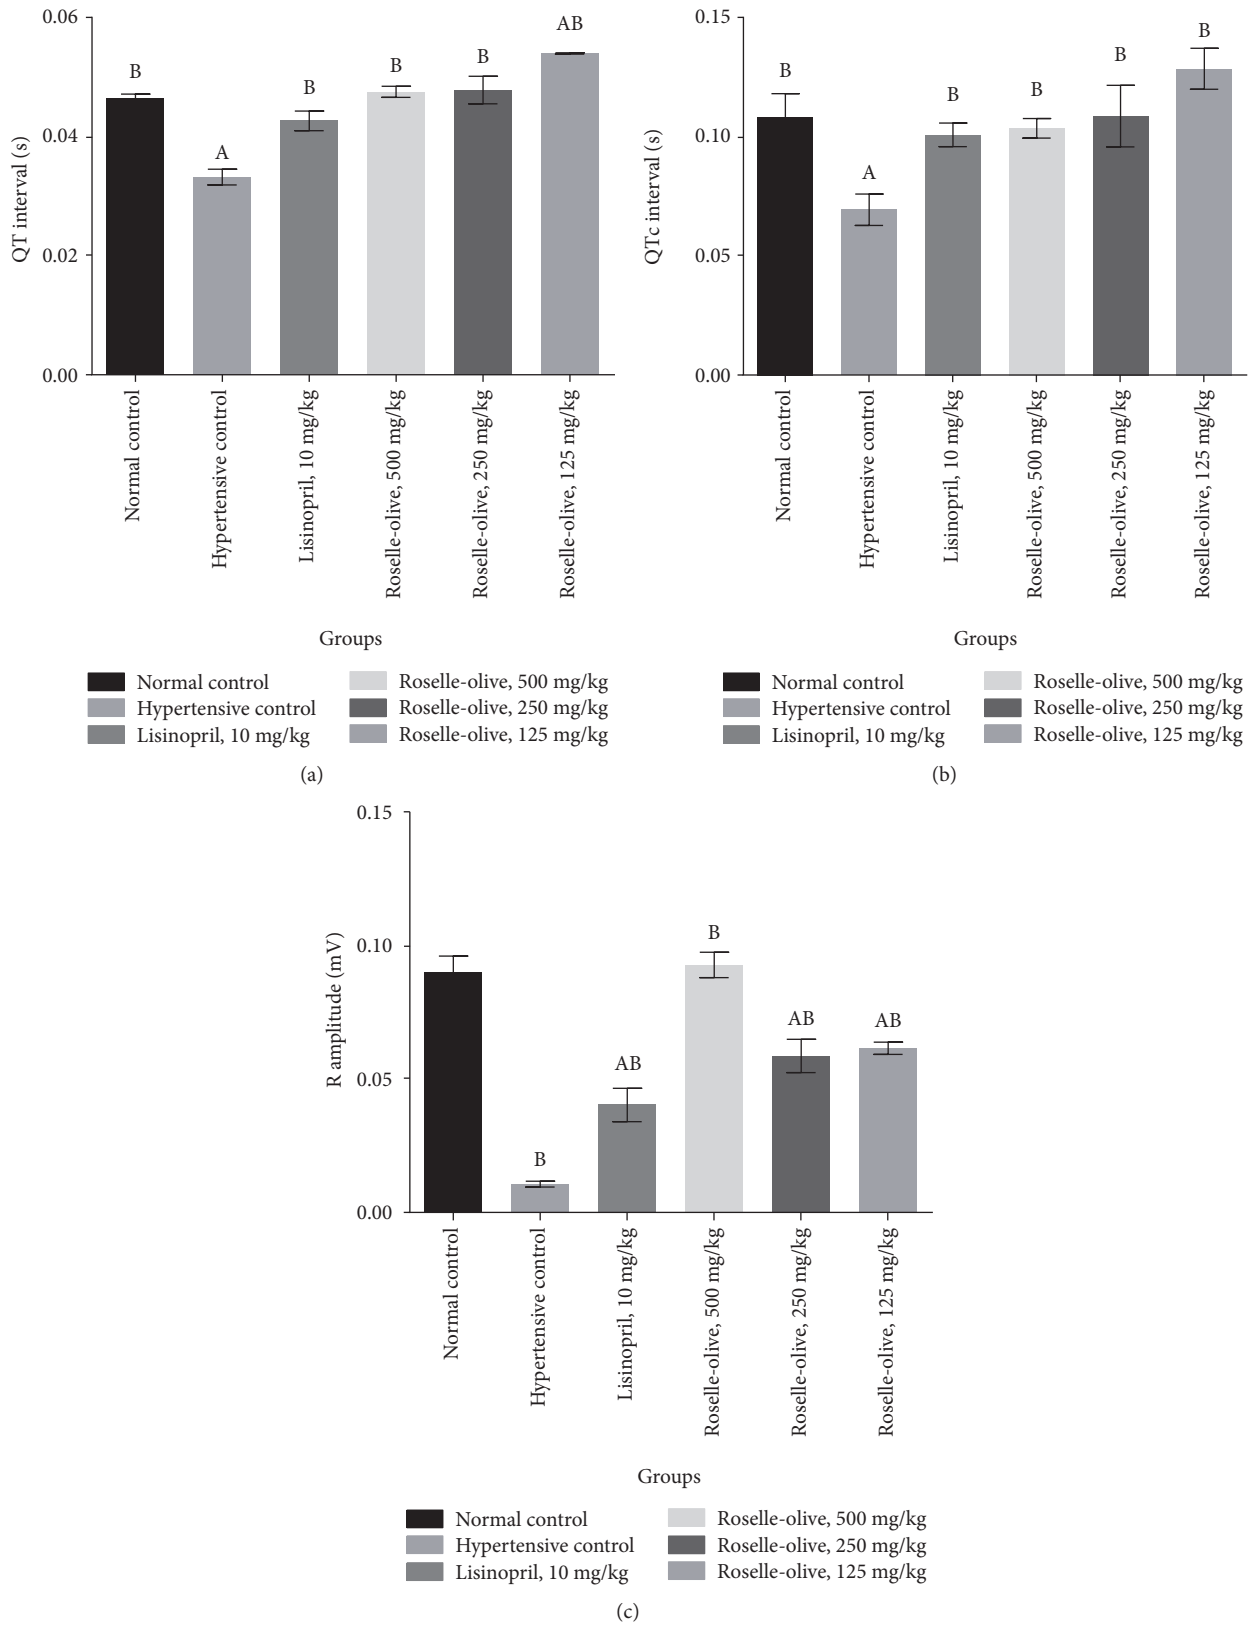 0.06
0.04
0.02
0.00
QT interval (s)
B
A
B
B
B
AB
Normal control
Hypertensive control
Lisinopril, 10 mg/kg
Roselle-olive, 500 mg/kg
Roselle-olive, 250 mg/kg
Roselle-olive, 125 mg/kg
Groups
Normal control
Hypertensive control
Lisinopril, 10 mg/kg
Roselle-olive, 500 mg/kg
Roselle-olive, 250 mg/kg
Roselle-olive, 125 mg/kg
(a)
0.15
0.10
0.05
0.00
QTc interval (s)
B
A
B
B
B
B
Normal control
Hypertensive control
Lisinopril, 10 mg/kg
Roselle-olive, 500 mg/kg
Roselle-olive, 250 mg/kg
Roselle-olive, 125 mg/kg
Groups
Normal control
Hypertensive control
Lisinopril, 10 mg/kg
Roselle-olive, 500 mg/kg
Roselle-olive, 250 mg/kg
Roselle-olive, 125 mg/kg
(b)
0.15
0.10
0.05
0.00
R amplitude (mV)
B
AB
B
AB
AB
Normal control
Hypertensive control
Lisinopril, 10 mg/kg
Roselle-olive, 500 mg/kg
Roselle-olive, 250 mg/kg
Roselle-olive, 125 mg/kg
Groups
Normal control
Hypertensive control
Lisinopril, 10 mg/kg
Roselle-olive, 500 mg/kg
Roselle-olive, 250 mg/kg
Roselle-olive, 125 mg/kg
(c)